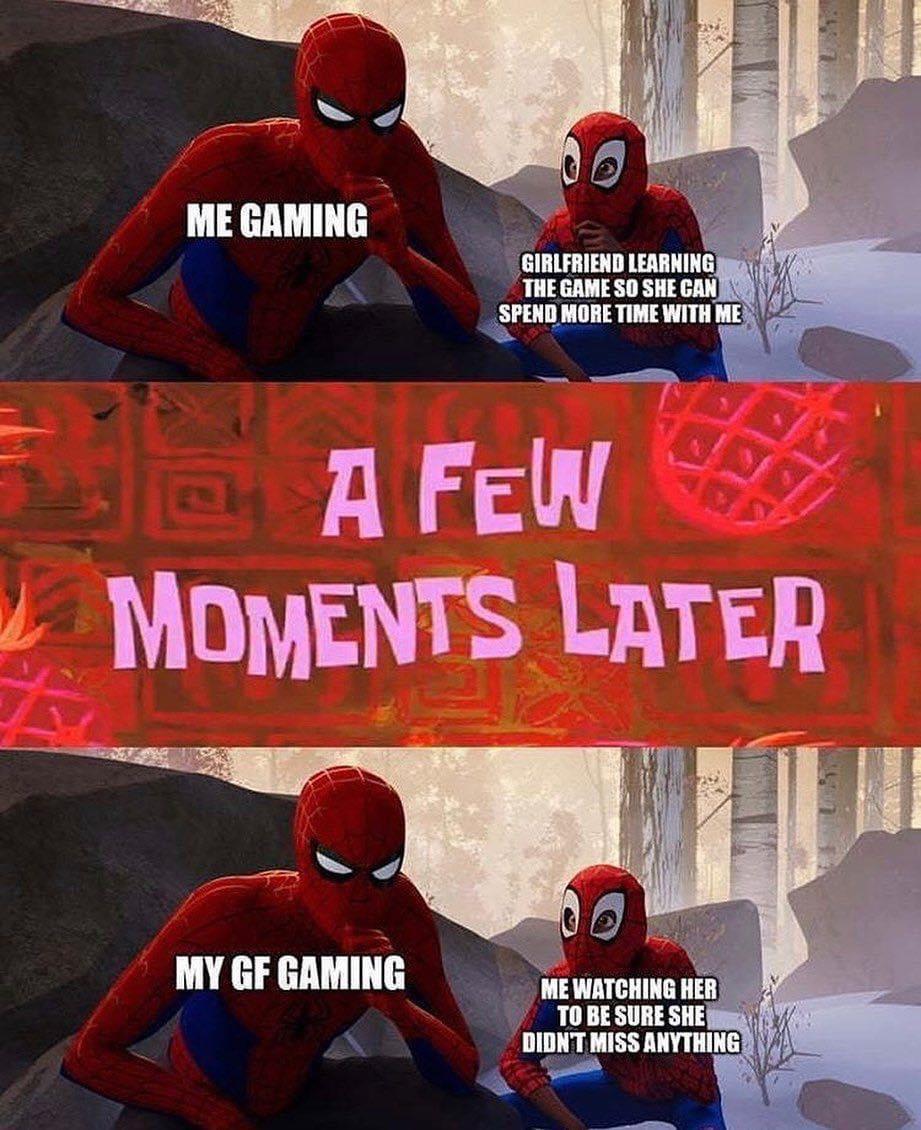 ME GAMING
GIRLFRIEND LEARNING
THE GAME SO SHE CAN
SPEND MORE TIME WITH ME
A FEW
MOMENTS LATER
MY GF GAMING
ME WATCHING HER
TO BE SURE SHE
DIDN'T MISS ANYTHING